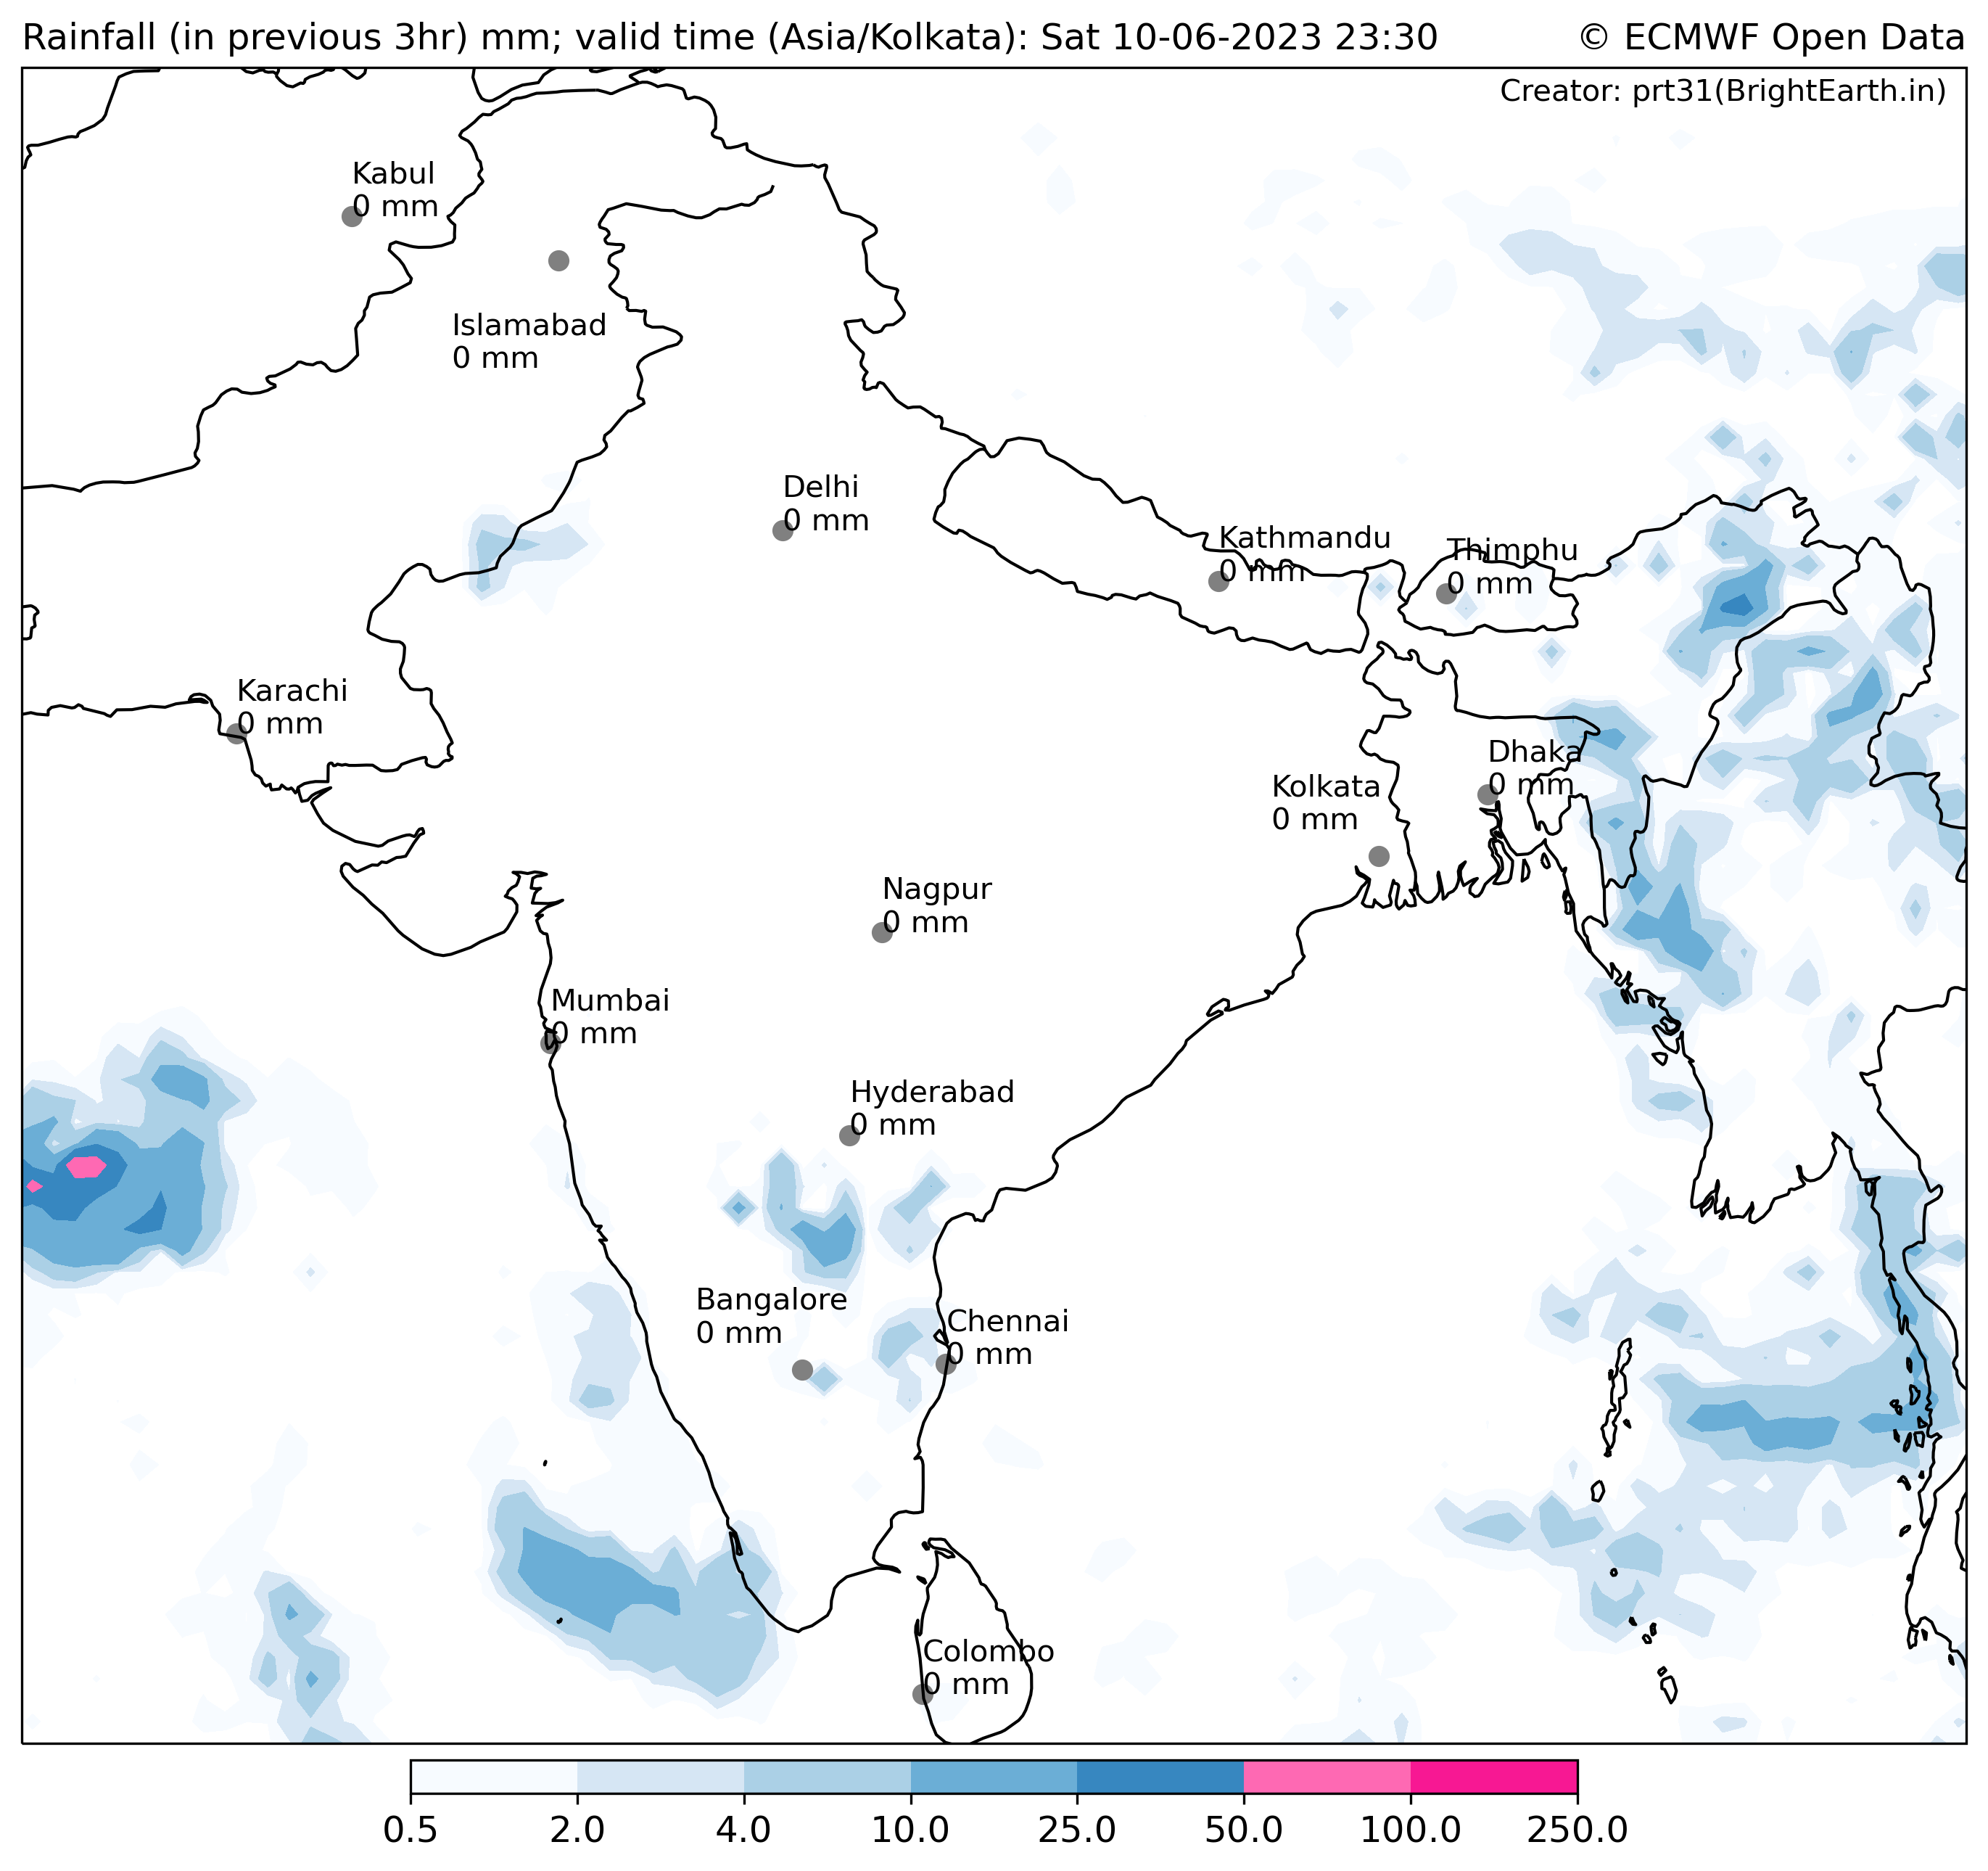 Rainfall (in previous 3hr) mm; valid time (Asia/Kolkata): Sat 10-06-2023 23:30
© ECMWF Open Data
Creator: prt31(BrightEarth.in)
Kabul
0 mm
Islamabad
0 mm
Delhi
0 mm
Kathmandu
0 mm
Thimphu
0 mm
Karachi
0 mm
Dhaka
0 mm
Kolkata
0 mm
Nagpur
0 mm
Mumbai
0 mm
Hyderabad
0 mm
Bangalore
0 mm
Chennai
0 mm
Colombo
0 mm
0.5 2.0 4.0 10.0 25.0 50.0 100.0 250.0